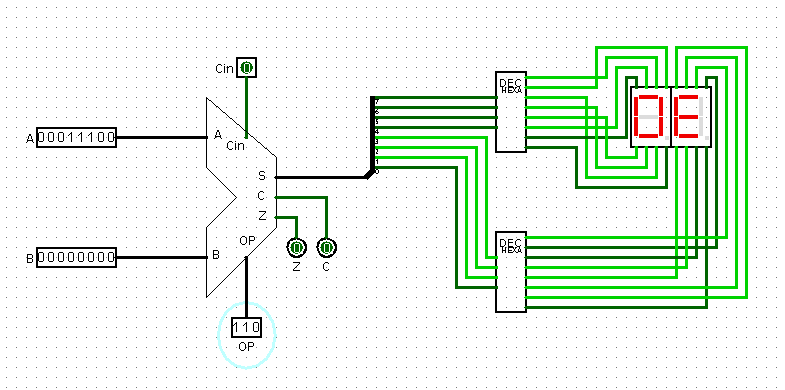 Cin 0
A 00011100
A
Cin
S
C
Z
OP
B 00000000
B
0 0
Z C
110
OP
DEC
HEXA
DEC
HEXA
0E